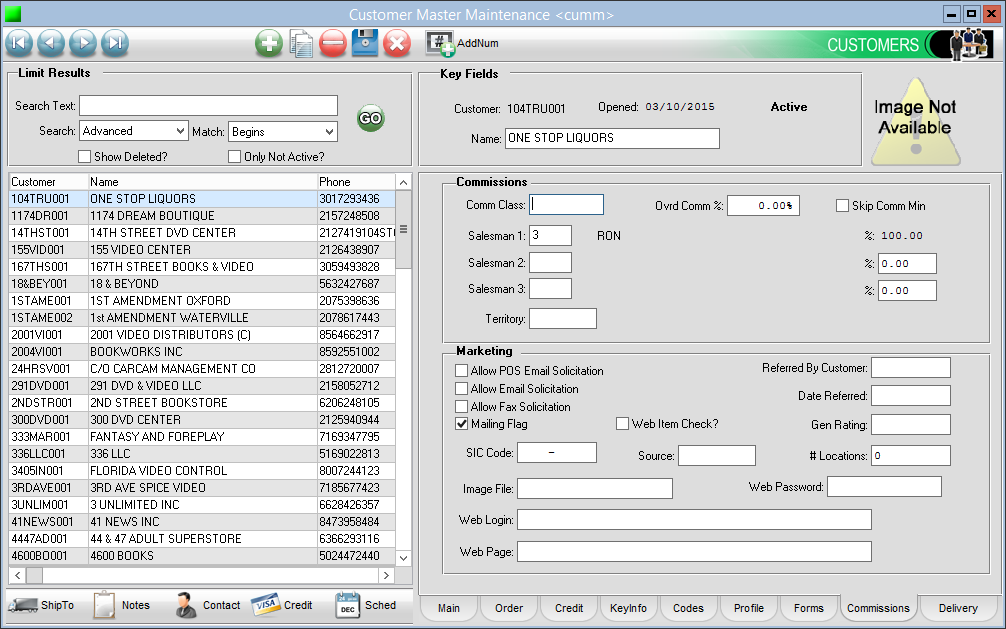 Customer Master Maintenance <cumm>
# AddNum CUSTOMERS
Limit Results
Search Text:
Search: Advanced Match: Begins
GO
Show Deleted? Only Not Active?
Key Fields
Customer: 104TRU001 Opened: 03/10/2015 Active
Name: ONE STOP LIQUORS
Image Not
Available
Customer Name Phone
104TRU001 ONE STOP LIQUORS 3017293436
1174DR001 1174 DREAM BOUTIQUE 2157248508
14THST001 14TH STREET DVD CENTER 2127419104ST
155VID001 155 VIDEO CENTER 2126438907
167THS001 167TH STREET BOOKS & VIDEO 3059493828
18&BEY001 18 & BEYOND 5632427687
1STAME001 1ST AMENDMENT OXFORD 2075398636
1STAME002 1st AMENDMENT WATERVILLE 2078617443
2001VI001 2001 VIDEO DISTRIBUTORS (C) 8564662917
2004VI001 BOOKWORKS INC 8592551002
24HRSV001 C/O CARCAM MANAGEMENT CO 2812720007
291DVD001 291 DVD & VIDEO LLC 2158052712
2NDSTR001 2ND STREET BOOKSTORE 6206248105
300DVD001 300 DVD CENTER 2125940944
333MAR001 FANTASY AND FOREPLAY 7169347795
336LLC001 336 LLC 5169022813
3405IN001 FLORIDA VIDEO CONTROL 8007244123
3RDAVE001 3RD AVE SPICE VIDEO 7185677423
3UNLIM001 3 UNLIMITED INC 6628426357
41NEWS001 41 NEWS INC 8473958484
4447AD001 44 & 47 ADULT SUPERSTORE 6366293116
4600BO001 4600 BOOKS 5024472440
Commissions
Comm Class: Ovrd Comm %: 0.00% Skip Comm Min
Salesman 1: 3 RON %: 100.00
Salesman 2: %: 0.00
Salesman 3: %: 0.00
Territory:
Marketing
Allow POS Email Solicitation Referred By Customer:
Allow Email Solicitation Date Referred:
Allow Fax Solicitation
Mailing Flag Web Item Check? Gen Rating:
SIC Code: – Source: # Locations: 0
Image File: Web Password:
Web Login:
Web Page:
ShipTo Notes Contact VISA Credit DEC Sched
Main Order Credit KeyInfo Codes Profile Forms Commissions Delivery